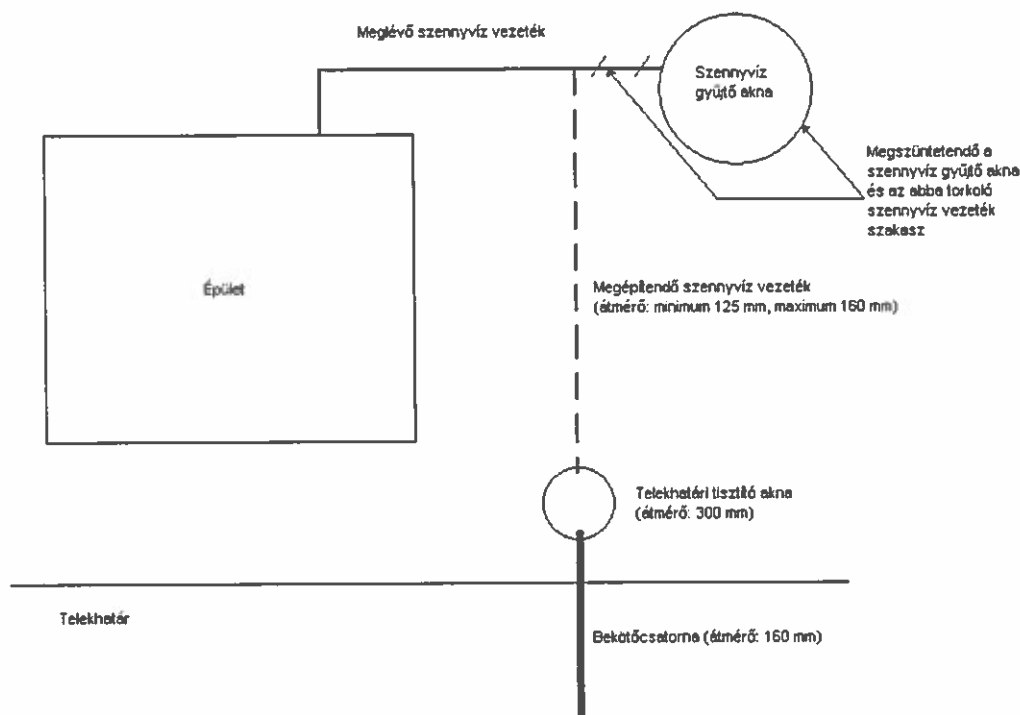 Meglévő szennyvíz vezeték
Szennyvíz
gyűjtő akna
Megszüntetendő a
szennyvíz gyűjtő akna
és az abba torkoló
szennyvíz vezeték
szakasz
Épület
Megépítendő szennyvíz vezeték
(átmérő: minimum 125 mm, maximum 160 mm)
Telekhatári tisztító akna
(átmérő: 300 mm)
Telekhatár
Bekötőcsatorna (átmérő: 160 mm)